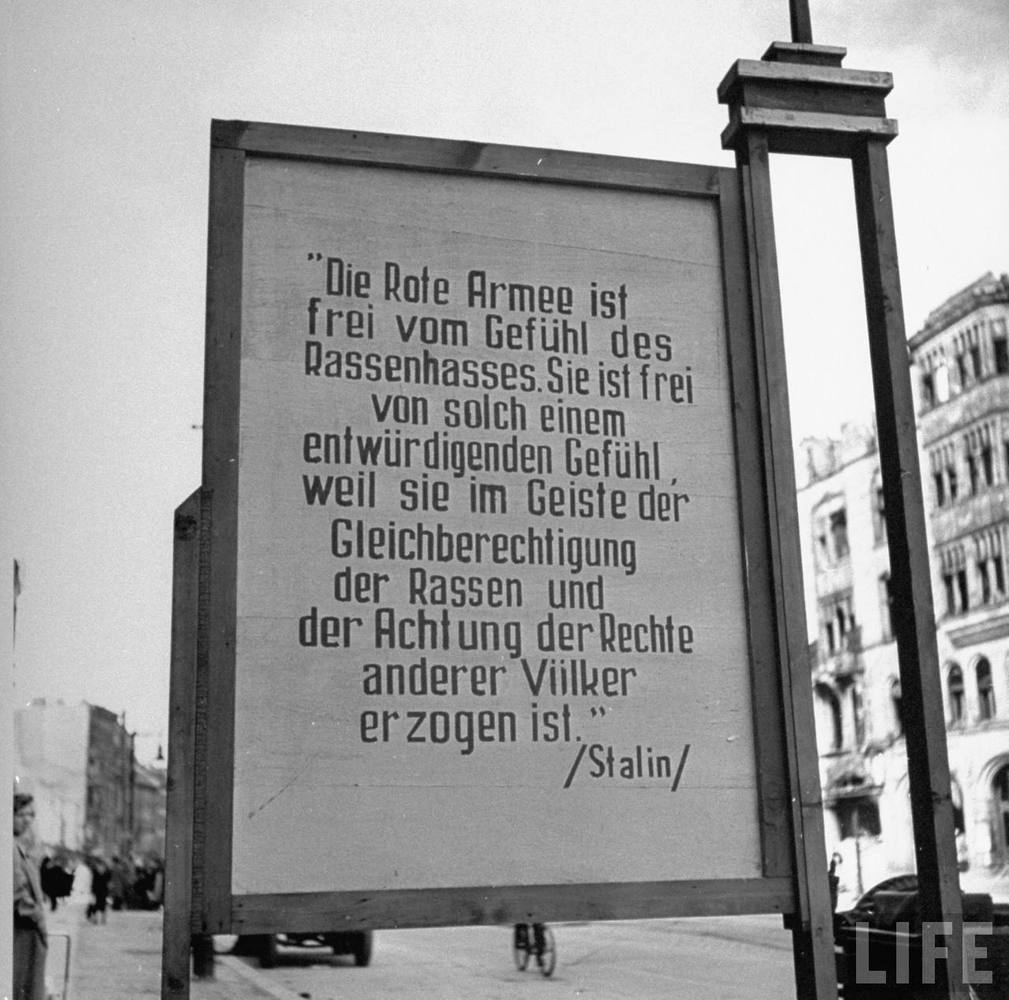 "Die Rote Armee ist
frei vom Gefühl des
Rassenhasses. Sie ist frei
von solch einem
entwürdigenden Gefühl,
weil sie im Geiste der
Gleichberechtigung
der Rassen und
der Achtung der Rechte
anderer Vülker
erzogen ist."
/Stalin/
LIFE